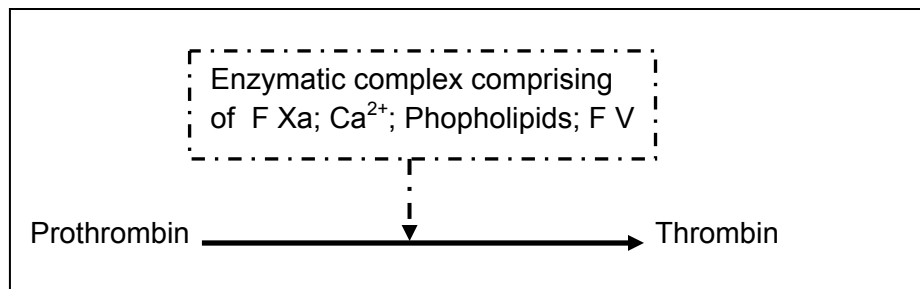 Enzymatic complex comprising
of F Xa; Ca²⁺; Phopholipids; F V
Prothrombin
Thrombin